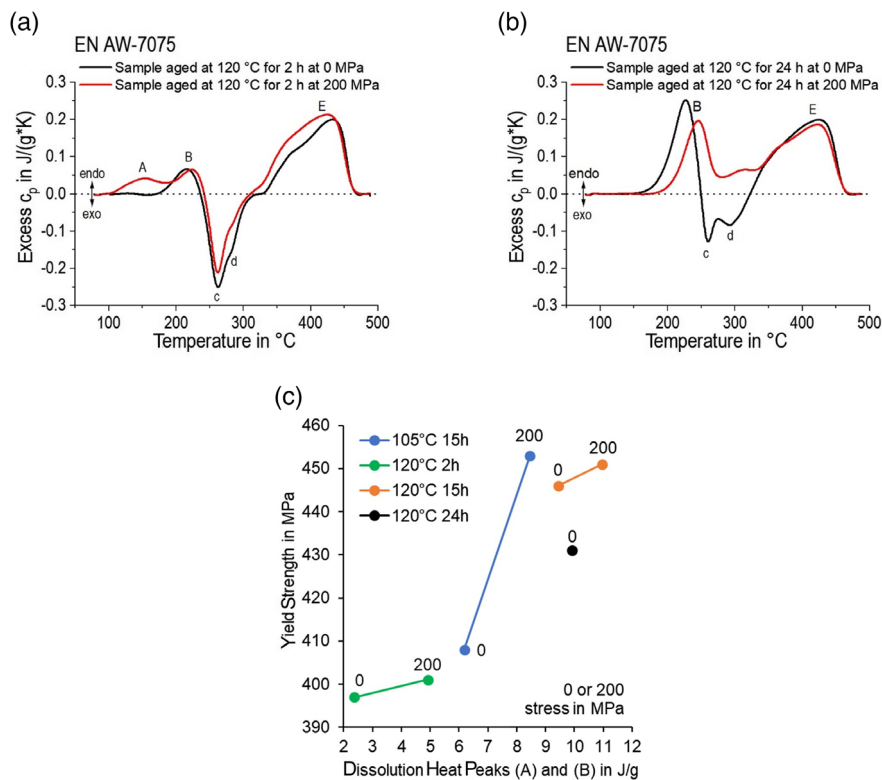 (a)
EN AW-7075
Sample aged at 120 °C for 2 h at 0 MPa
Sample aged at 120 °C for 2 h at 200 MPa
Excess cp in J/(g*K)
0.3
0.2
0.1
0.0
-0.1
-0.2
-0.3
endo
exo
A
B
c
d
E
100
200
300
400
500
Temperature in °C
(b)
EN AW-7075
Sample aged at 120 °C for 24 h at 0 MPa
Sample aged at 120 °C for 24 h at 200 MPa
Excess cp in J/(g*K)
0.3
0.2
0.1
0.0
-0.1
-0.2
-0.3
endo
exo
B
c
d
E
100
200
300
400
500
Temperature in °C
(c)
Yield Strength in MPa
460
450
440
430
420
410
400
390
105°C 15h
120°C 2h
120°C 15h
120°C 24h
200
0
200
0
0
200
0
0 or 200
stress in MPa
2 3 4 5 6 7 8 9 10 11 12
Dissolution Heat Peaks (A) and (B) in J/g